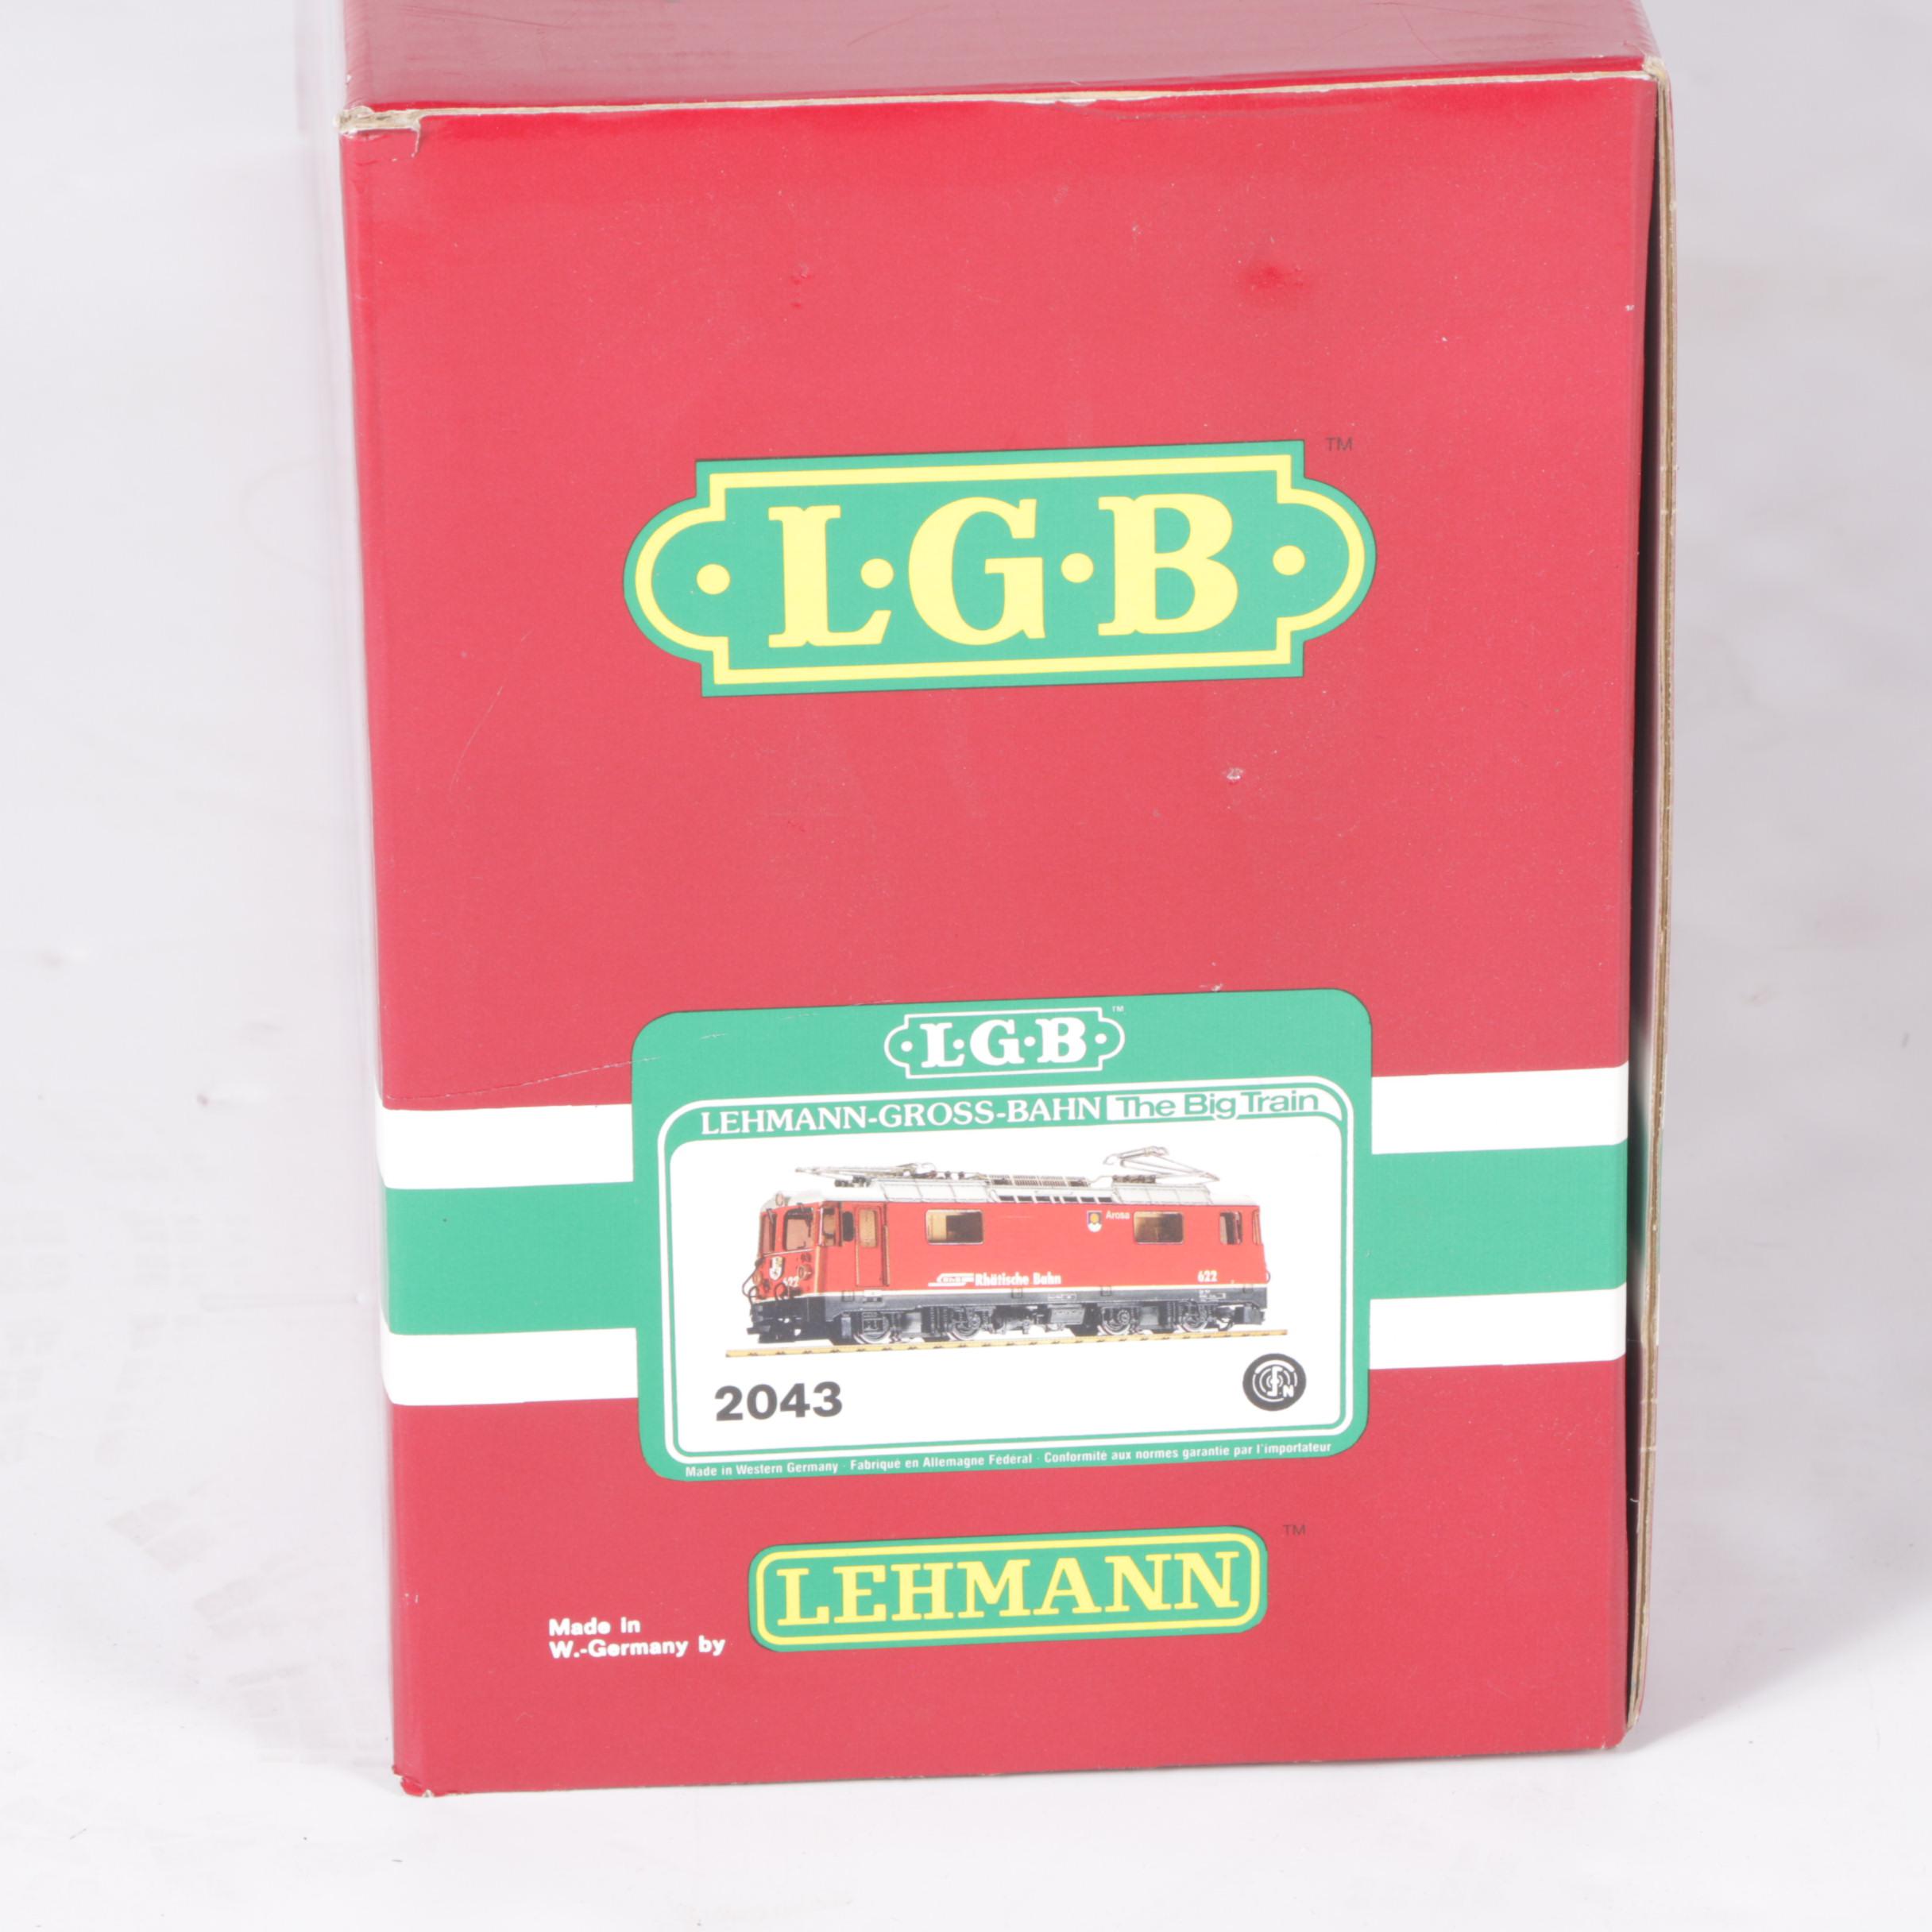 L·G·B
TM
L·G·B
TM
LEHMANN-GROSS-BAHN The Big Train
Arosa
Rhätische Bahn
622
622
2043
Made in Western Germany · Fabriqué en Allemagne Fédéral · Conformité aux normes garantie par l'importateur
Made in
W.-Germany by
LEHMANN
TM